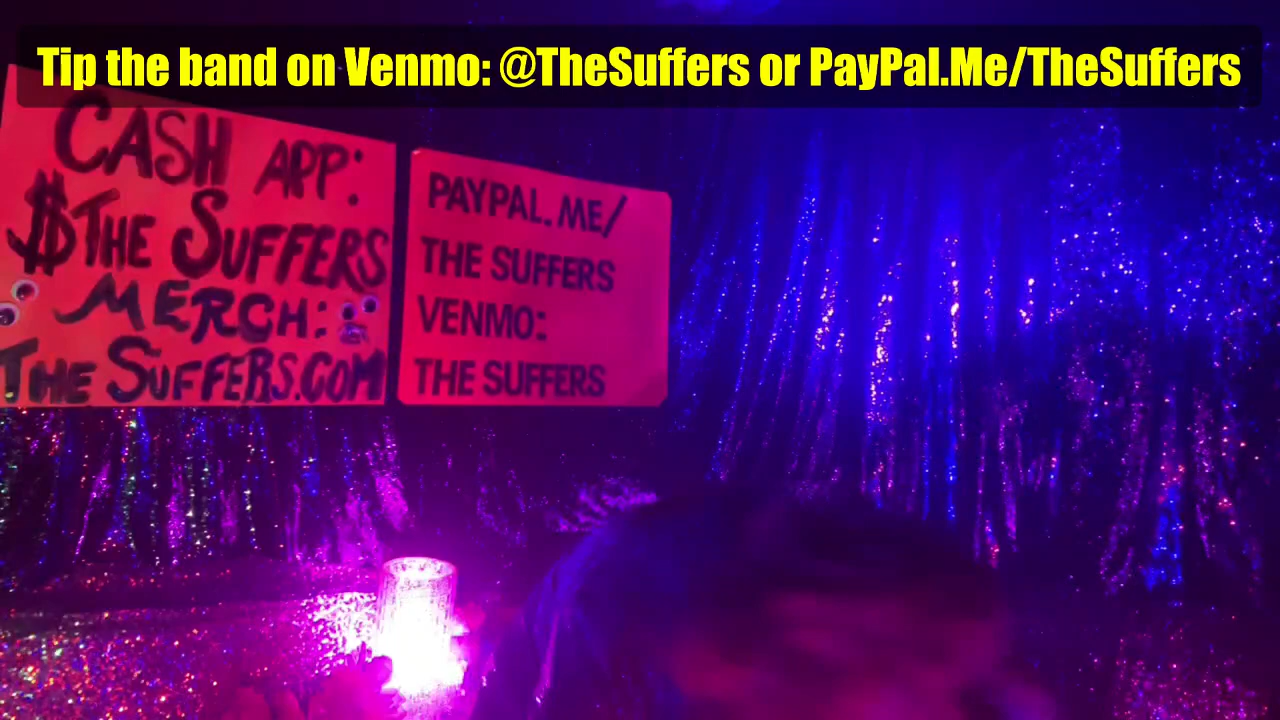 Tip the band on Venmo: @TheSuffers or PayPal.Me/TheSuffers
CASH APP:
$THE SUFFERS
MERCH:
THE SUFFERS.COM
PAYPAL.ME/
THE SUFFERS
VENMO:
THE SUFFERS